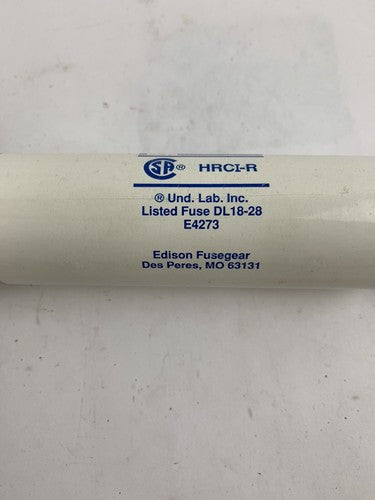 CSA® HRCI-R
® Und. Lab. Inc.
Listed Fuse DL18-28
E4273
Edison Fusegear
Des Peres, MO 63131